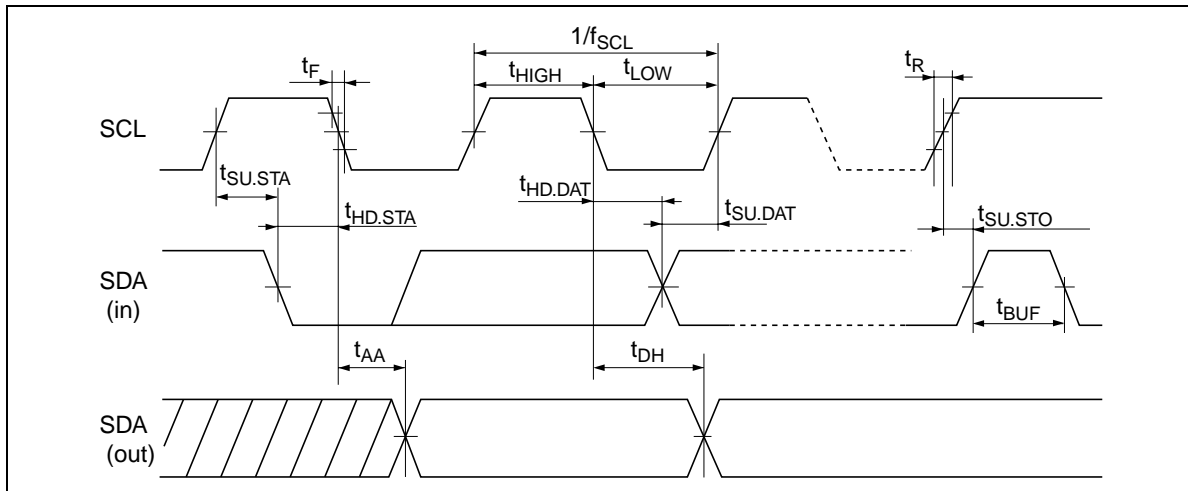 1/fSCL
tF
tHIGH
tLOW
tR
SCL
tSU.STA
tHD.STA
tHD.DAT
tSU.DAT
tSU.STO
SDA
(in)
tBUF
tAA
tDH
SDA
(out)